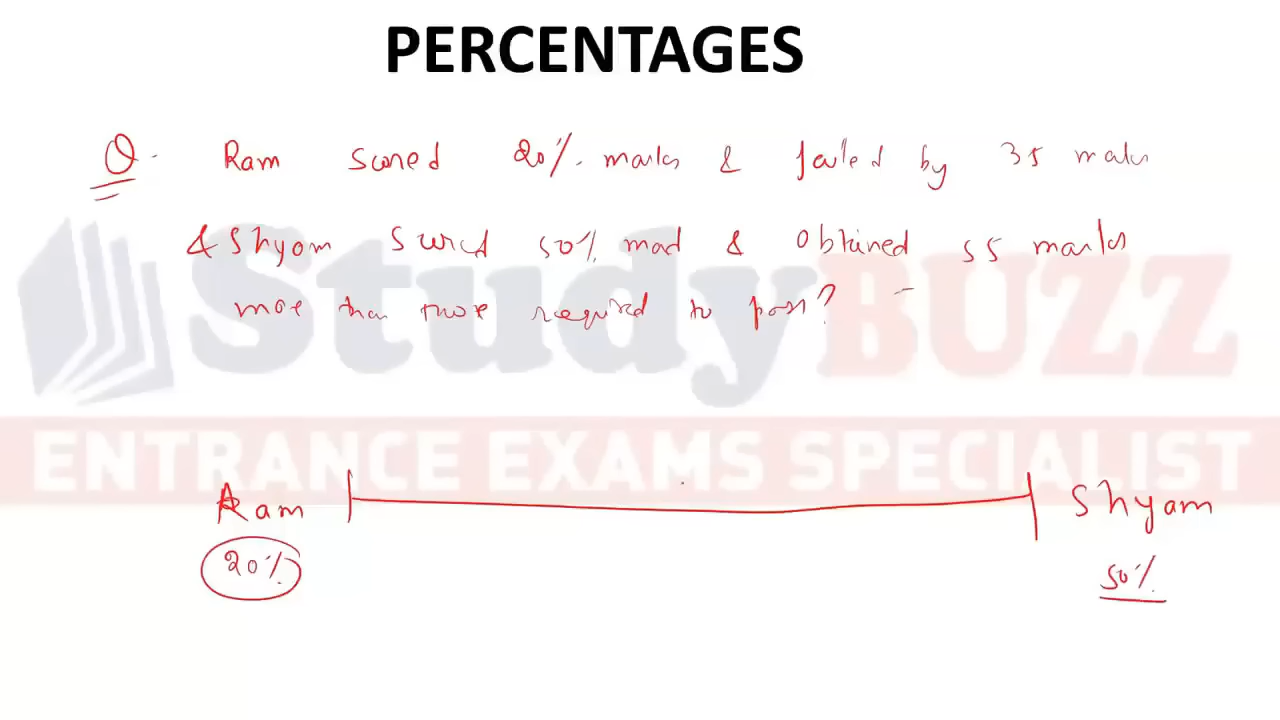 PERCENTAGES
Q. Ram scored 20% marks & failed by 35 marks
& Shyam scored 50% mark & obtained 55 marks
more than those required to pass?
StudyBUZZ
ENTRANCE EXAMS SPECIALIST
Ram Shyam
20% 50%